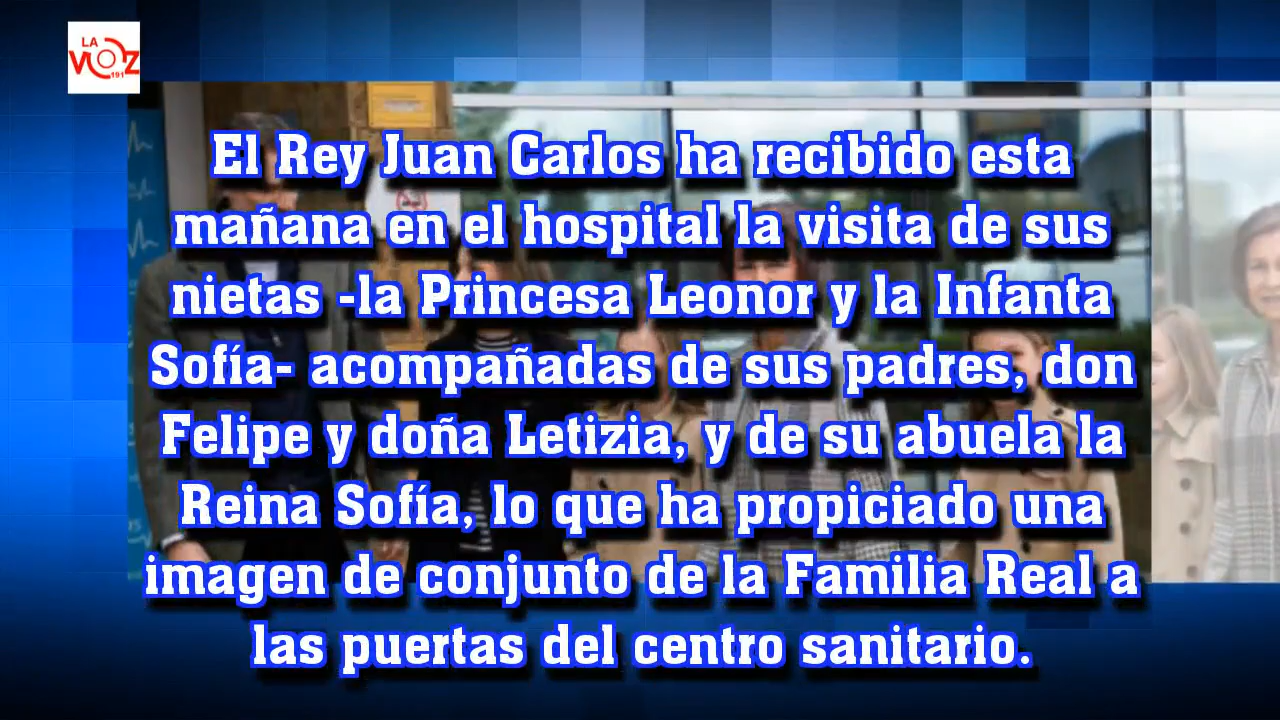 LA
VOZ
191
El Rey Juan Carlos ha recibido esta
mañana en el hospital la visita de sus
nietas -la Princesa Leonor y la Infanta
Sofía- acompañadas de sus padres, don
Felipe y doña Letizia, y de su abuela la
Reina Sofía, lo que ha propiciado una
imagen de conjunto de la Familia Real a
las puertas del centro sanitario.